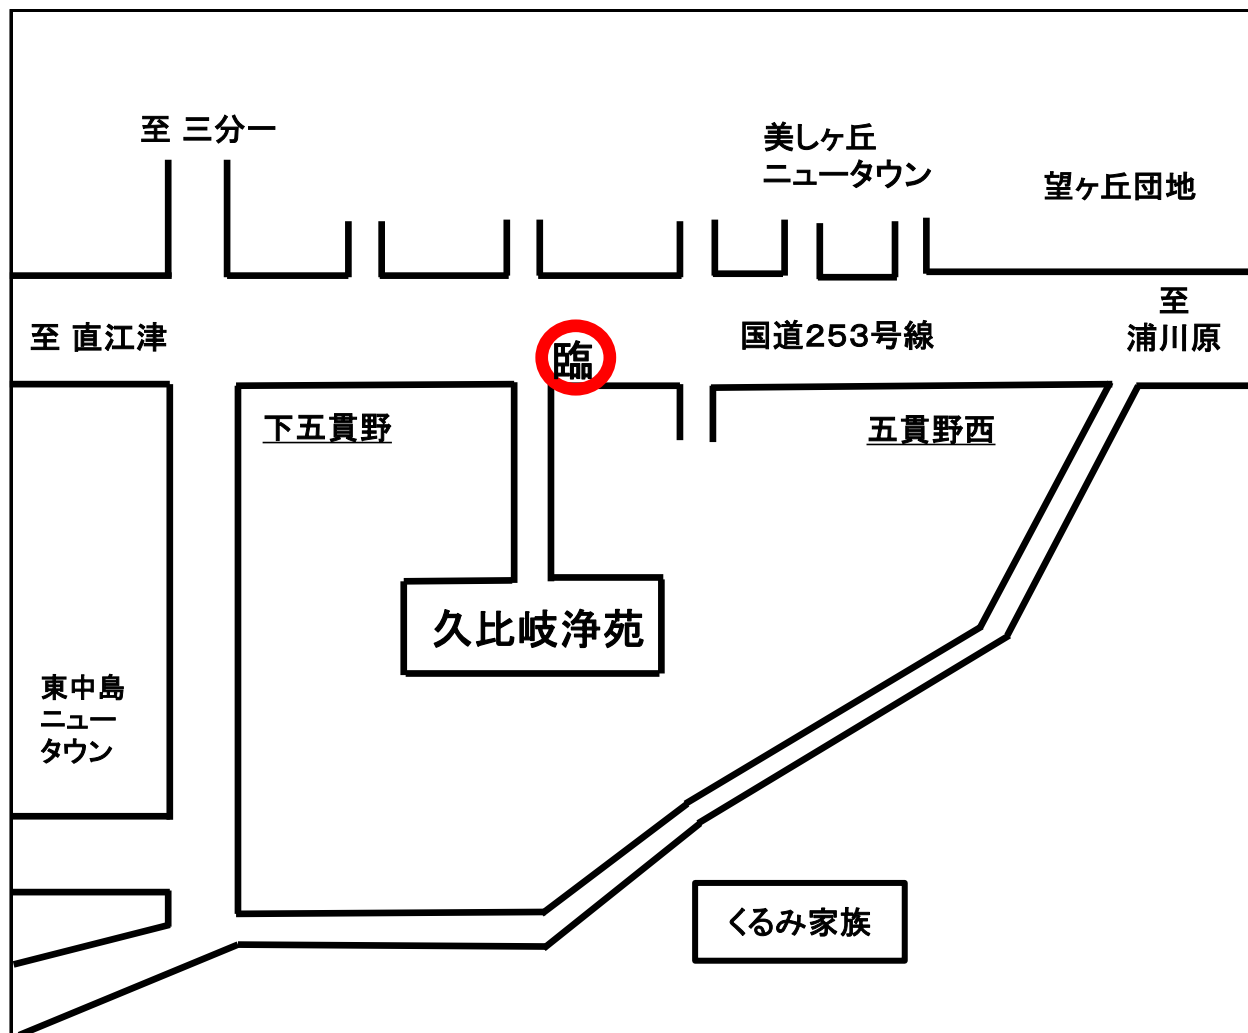 至 三分一
美しヶ丘
ニュータウン
望ヶ丘団地
至 直江津
臨
国道253号線
至
浦川原
下五貫野
五貫野西
久比岐浄苑
東中島
ニュー
タウン
くるみ家族